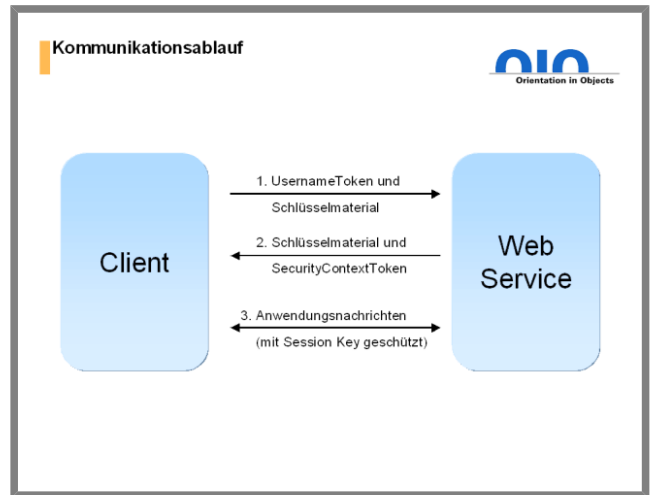 Kommunikationsablauf
OIO
Orientation in Objects
1. UsernameToken und
Schlüsselmaterial
Client
2. Schlüsselmaterial und
SecurityContextToken
Web
Service
3. Anwendungsnachrichten
(mit Session Key geschützt)